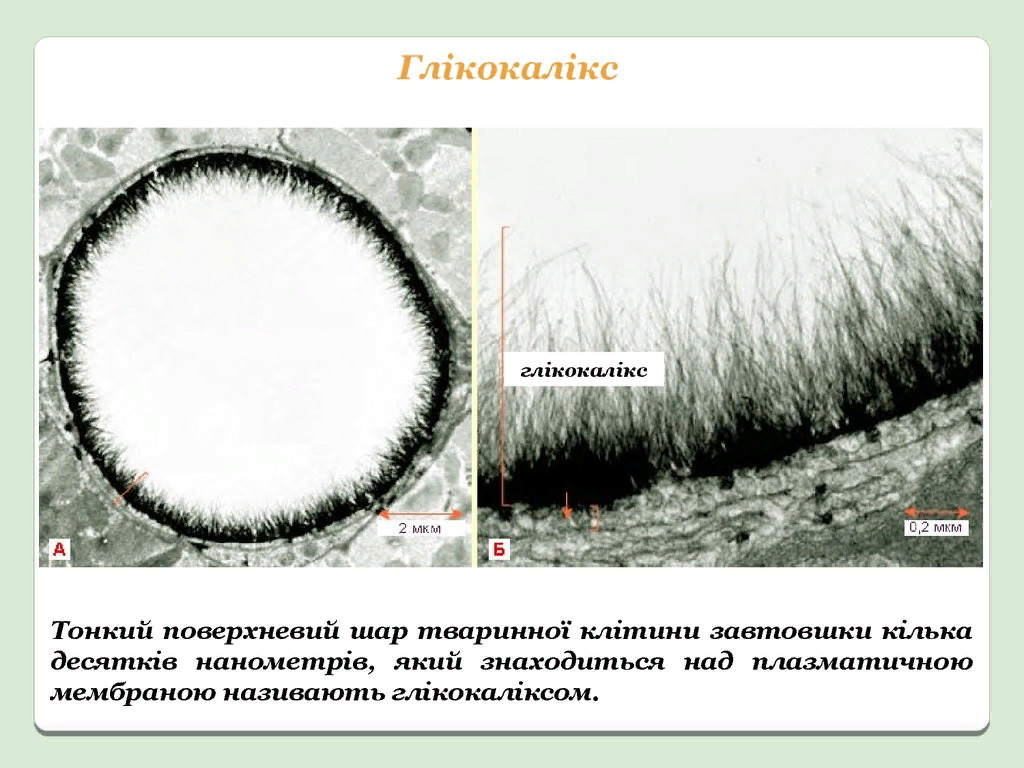 Глікокалікс
глікокалікс
2 мкм
0,2 мкм
А
Б
Тонкий поверхневий шар тваринної клітини завтовшки кілька
десятків нанометрів, який знаходиться над плазматичною
мембраною називають глікокаліксом.